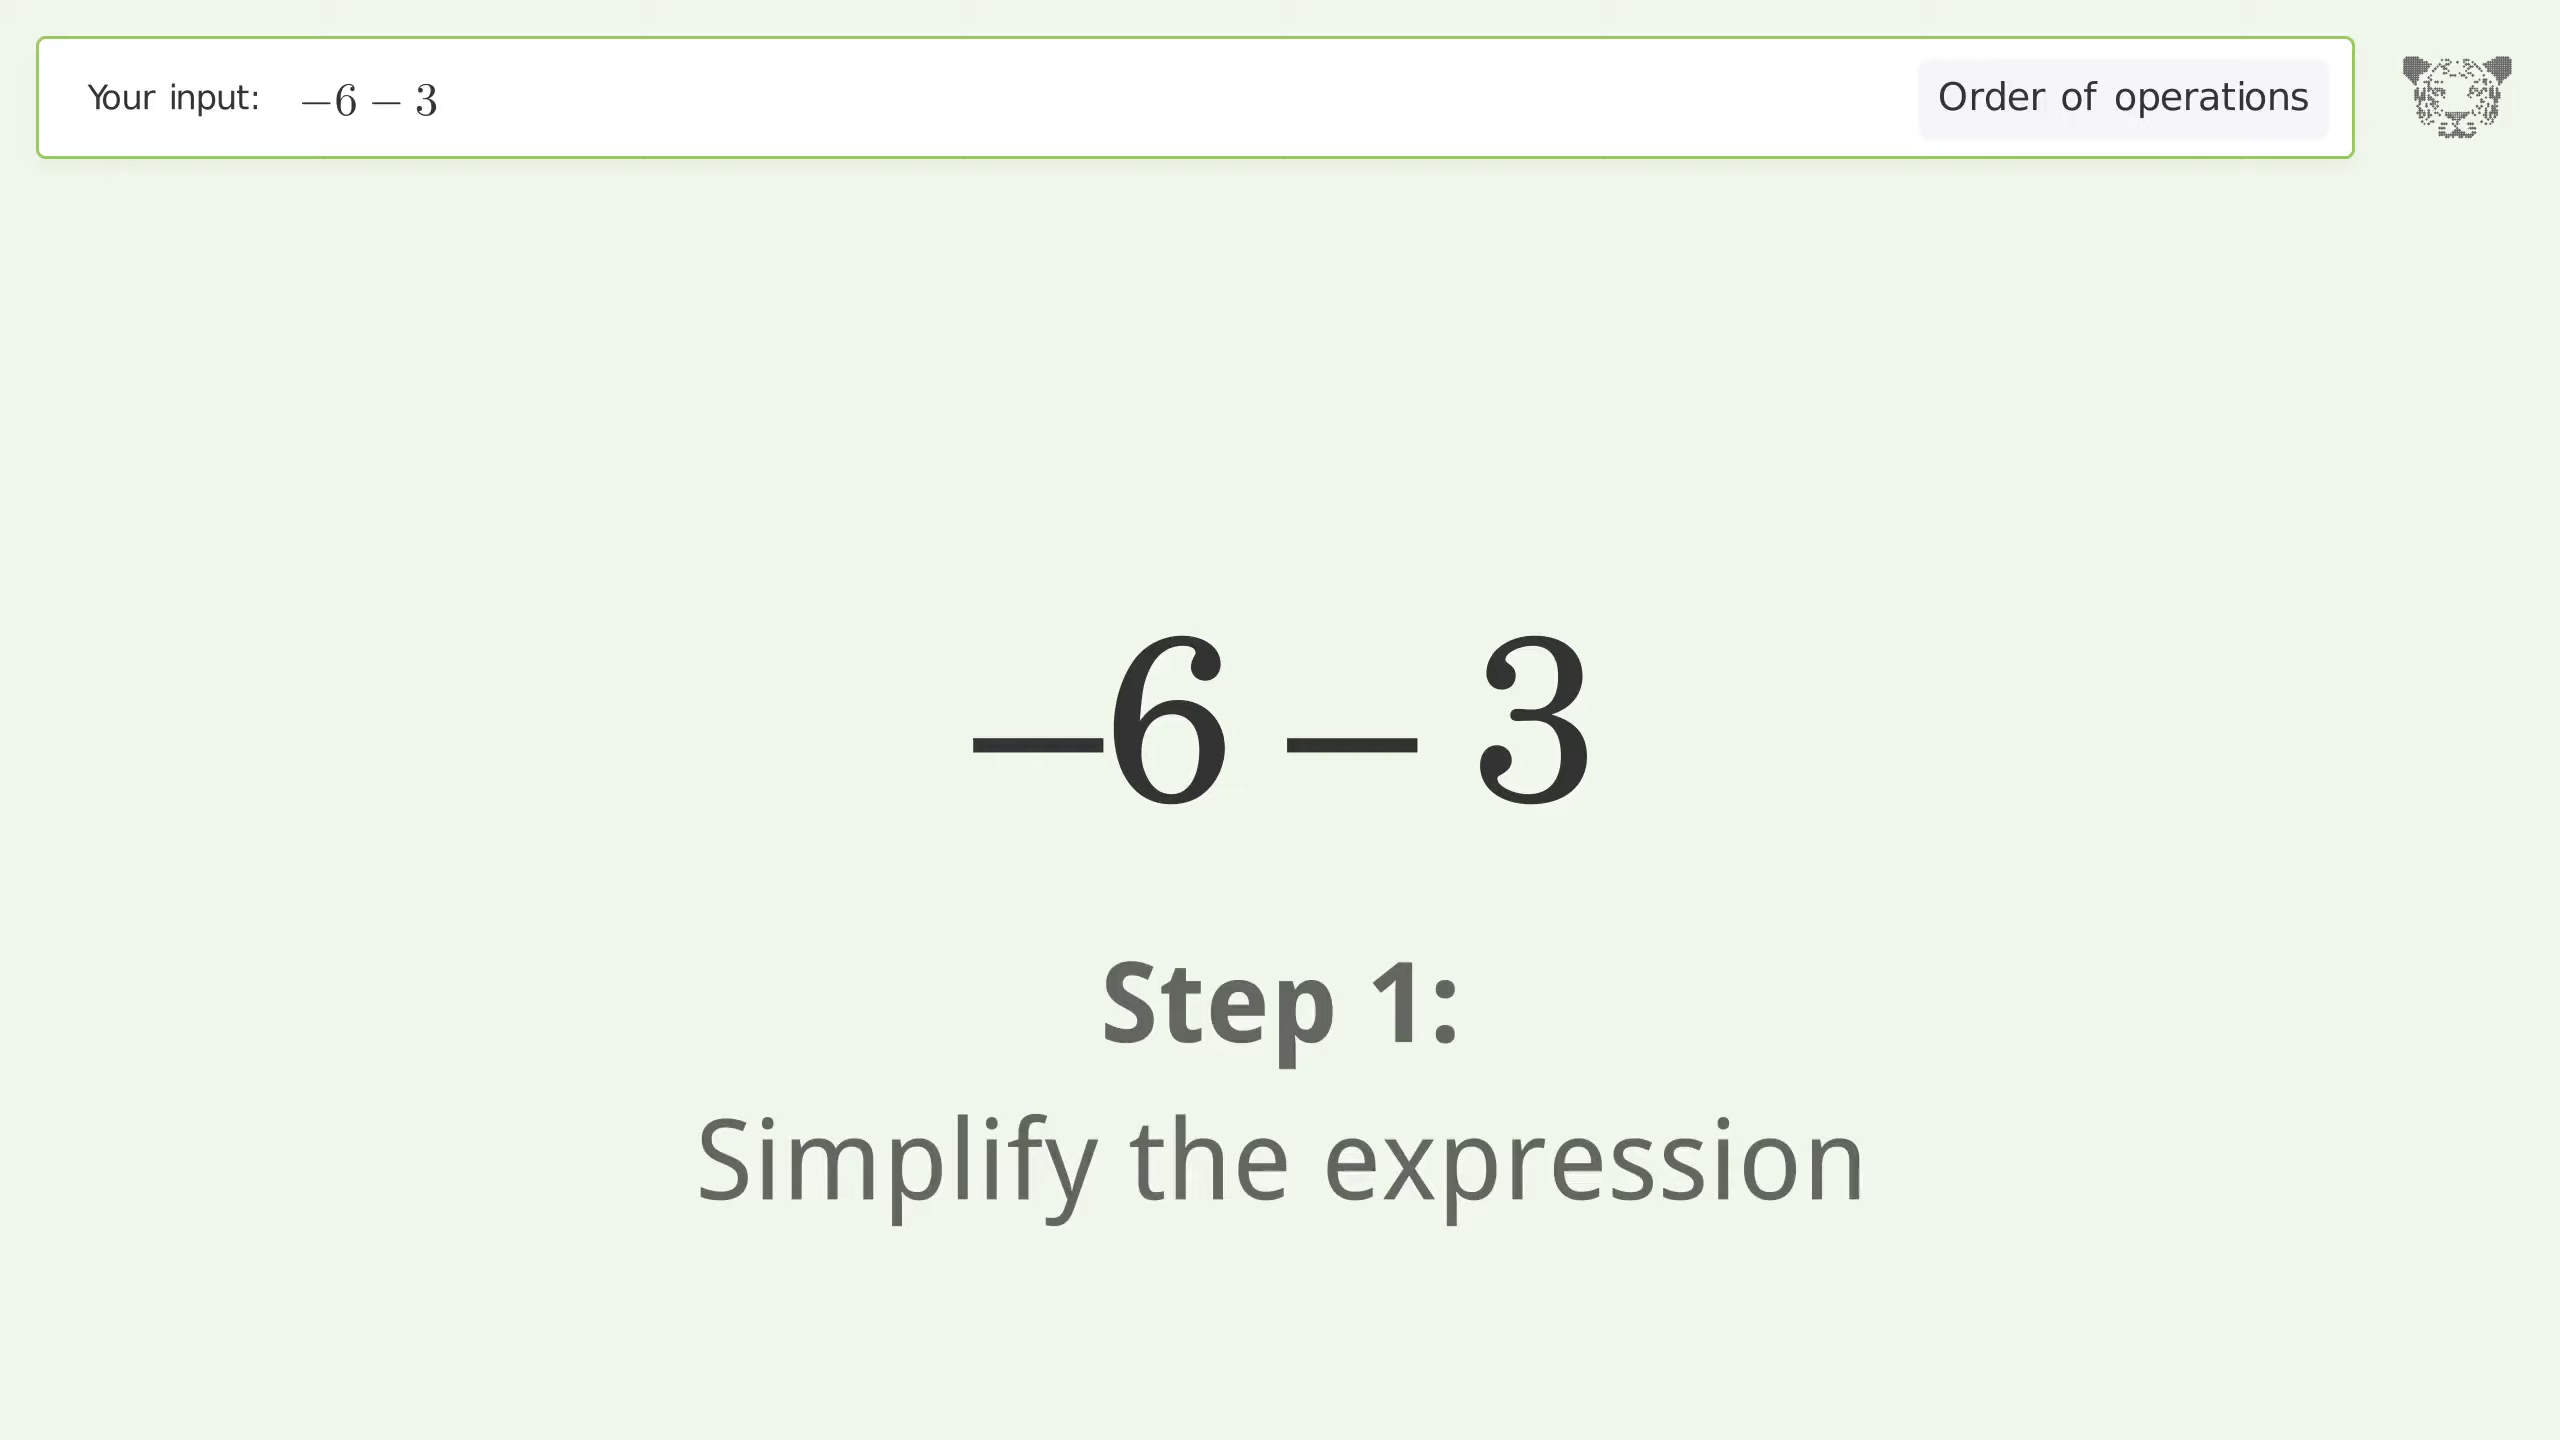 Your input: −6 − 3 Order of operations
−6 − 3
Step 1:
Simplify the expression